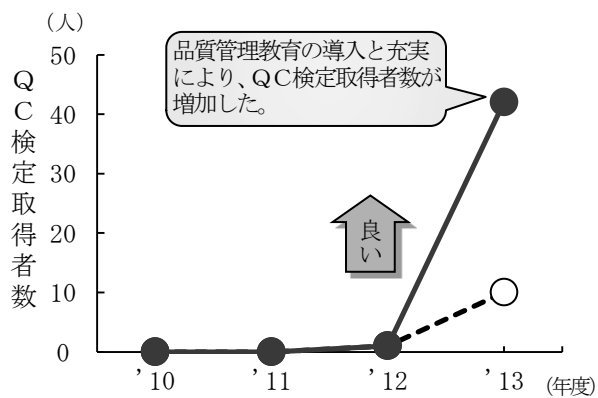 （人）
50
40
30
20
10
0
ＱＣ検定取得者数
品質管理教育の導入と充実
により、ＱＣ検定取得者数が
増加した。
良い
’10
’11
’12
’13
（年度）